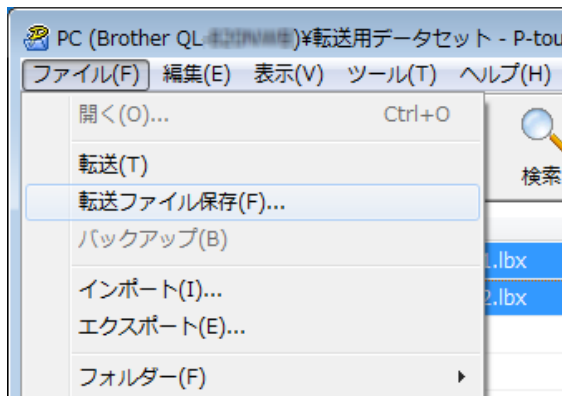 PC (Brother QL )¥転送用データセット - P-tou
ファイル(F) 編集(E) 表示(V) ツール(T) ヘルプ(H)
開く(O)... Ctrl+O
転送(T)
転送ファイル保存(F)...
バックアップ(B)
インポート(I)...
エクスポート(E)...
フォルダー(F)
検索
1.lbx
2.lbx